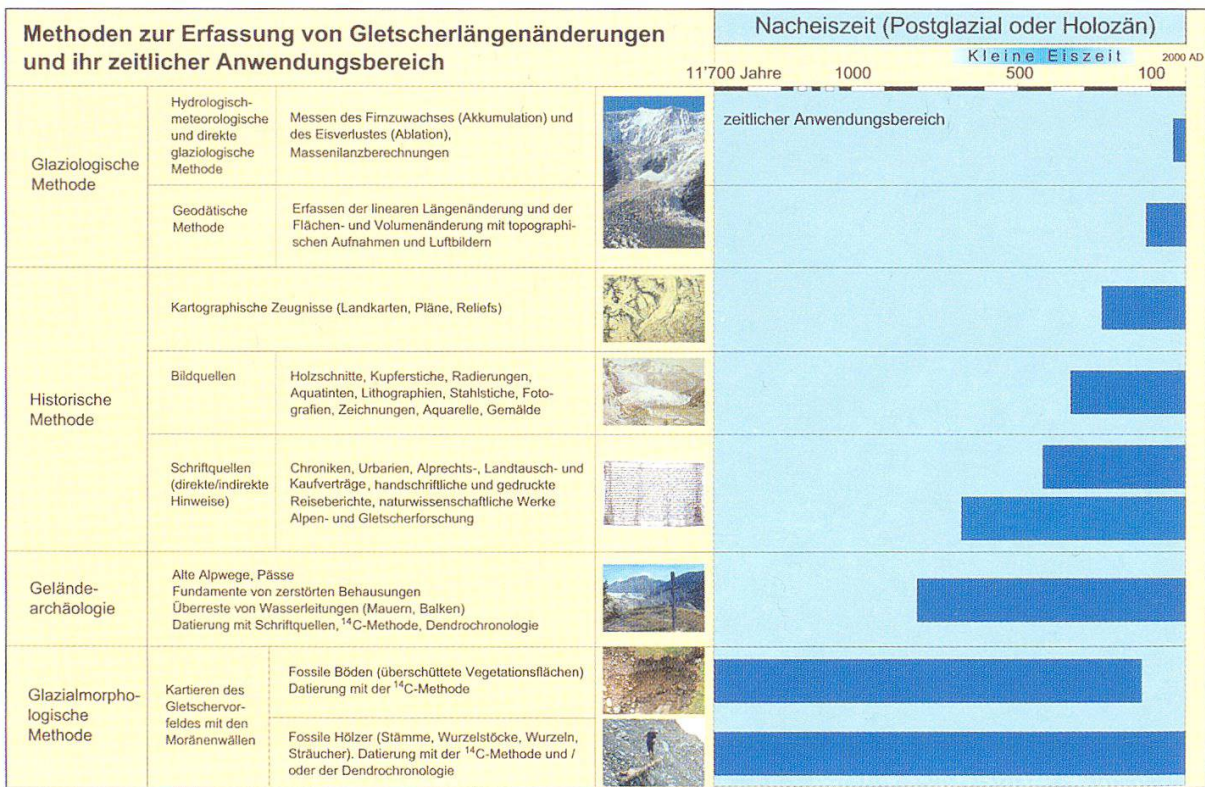 Methoden zur Erfassung von Gletscherlängenänderungen
und ihr zeitlicher Anwendungsbereich
Nacheiszeit (Postglazial oder Holozän)
Kleine Eiszeit
2000 AD
11'700 Jahre
1000
500
100
zeitlicher Anwendungsbereich
Glaziologische
Methode
Hydrologisch-
meteorologische
und direkte
glaziologische
Methode
Messen des Firnzuwachses (Akkumulation) und
des Eisverlustes (Ablation),
Massenilanzberechnungen
Geodätische
Methode
Erfassen der linearen Längenänderung und der
Flächen- und Volumenänderung mit topographi-
schen Aufnahmen und Luftbildern
Historische
Methode
Kartographische Zeugnisse (Landkarten, Pläne, Reliefs)
Bildquellen
Holzschnitte, Kupferstiche, Radierungen,
Aquatinten, Lithographien, Stahlstiche, Foto-
grafien, Zeichnungen, Aquarelle, Gemälde
Schriftquellen
(direkte/indirekte
Hinweise)
Chroniken, Urbarien, Alprechts-, Landtausch- und
Kaufverträge, handschriftliche und gedruckte
Reiseberichte, naturwissenschaftliche Werke
Alpen- und Gletscherforschung
Gelände-
archäologie
Alte Alpwege, Pässe
Fundamente von zerstörten Behausungen
Überreste von Wasserleitungen (Mauern, Balken)
Datierung mit Schriftquellen, 14C-Methode, Dendrochronologie
Glazialmorpho-
logische
Methode
Kartieren des
Gletschervor-
feldes mit den
Moränenwällen
Fossile Böden (überschüttete Vegetationsflächen)
Datierung mit der 14C-Methode
Fossile Hölzer (Stämme, Wurzelstöcke, Wurzeln,
Sträucher). Datierung mit der 14C-Methode und /
oder der Dendrochronologie